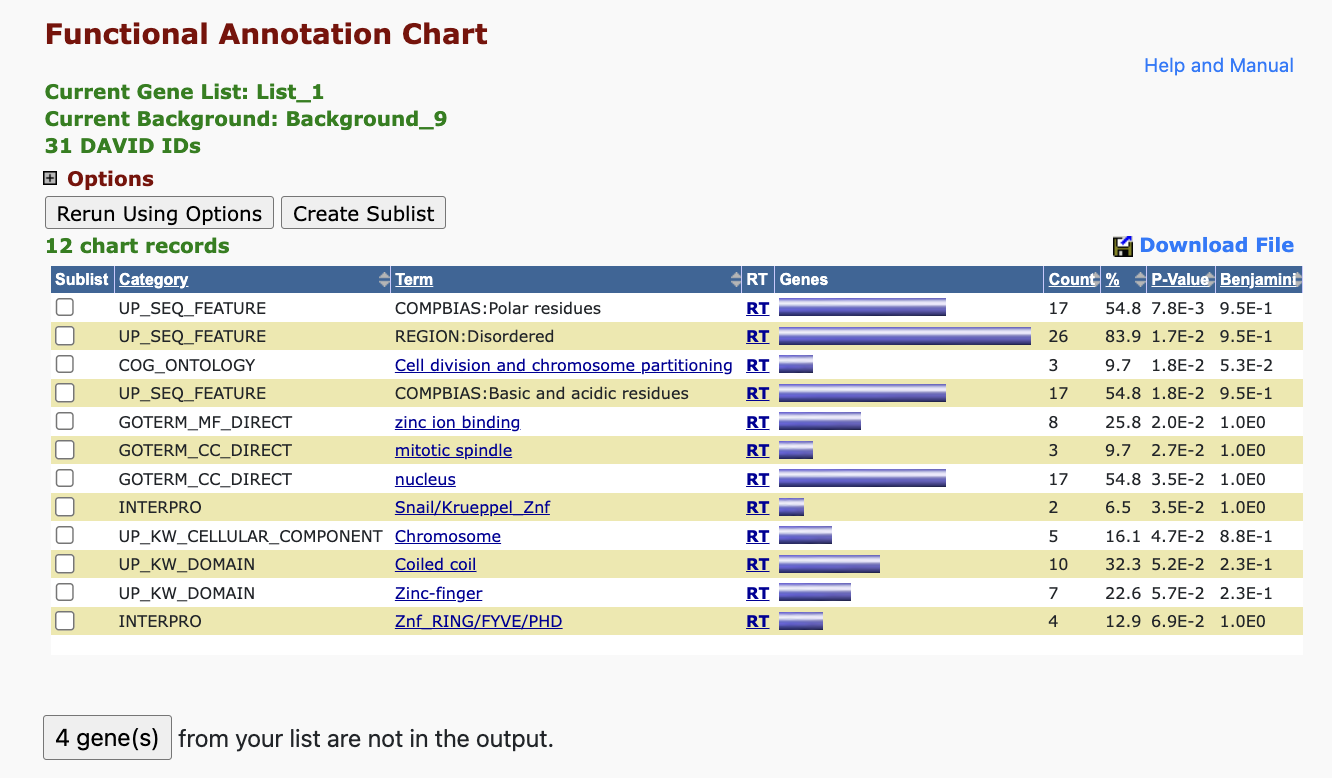 Functional Annotation Chart
Help and Manual
Current Gene List: List_1
Current Background: Background_9
31 DAVID IDs
Options
Rerun Using Options Create Sublist
12 chart records
Download File
Sublist Category Term RT Genes Count % P-Value Benjamini
UP_SEQ_FEATURE COMPBIAS:Polar residues RT 17 54.8 7.8E-3 9.5E-1
UP_SEQ_FEATURE REGION:Disordered RT 26 83.9 1.7E-2 9.5E-1
COG_ONTOLOGY Cell division and chromosome partitioning RT 3 9.7 1.8E-2 5.3E-2
UP_SEQ_FEATURE COMPBIAS:Basic and acidic residues RT 17 54.8 1.8E-2 9.5E-1
GOTERM_MF_DIRECT zinc ion binding RT 8 25.8 2.0E-2 1.0E0
GOTERM_CC_DIRECT mitotic spindle RT 3 9.7 2.7E-2 1.0E0
GOTERM_CC_DIRECT nucleus RT 17 54.8 3.5E-2 1.0E0
INTERPRO Snail/Krueppel_Znf RT 2 6.5 3.5E-2 1.0E0
UP_KW_CELLULAR_COMPONENT Chromosome RT 5 16.1 4.7E-2 8.8E-1
UP_KW_DOMAIN Coiled coil RT 10 32.3 5.2E-2 2.3E-1
UP_KW_DOMAIN Zinc-finger RT 7 22.6 5.7E-2 2.3E-1
INTERPRO Znf_RING/FYVE/PHD RT 4 12.9 6.9E-2 1.0E0
4 gene(s) from your list are not in the output.